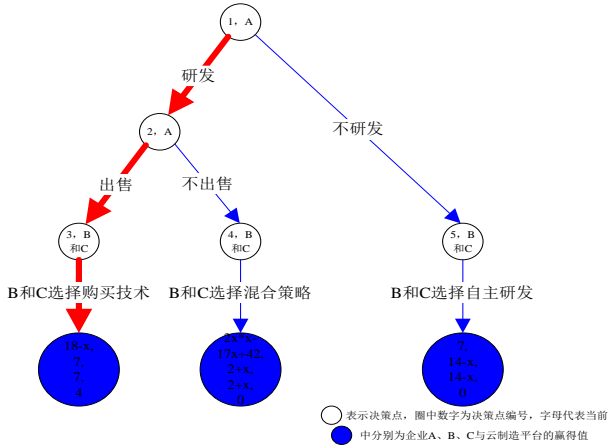 1，A
研发
不研发
2，A
出售
不出售
3，B
和C
4，B
和C
5，B
和C
B和C选择购买技术
B和C选择混合策略
B和C选择自主研发
18-x,
7,
7,
4
2x*x-
17x+42,
2+x,
2+x,
0
7,
14-x,
14-x,
0
表示决策点，圈中数字为决策点编号，字母代表当前
中分别为企业A、B、C与云制造平台的赢得值